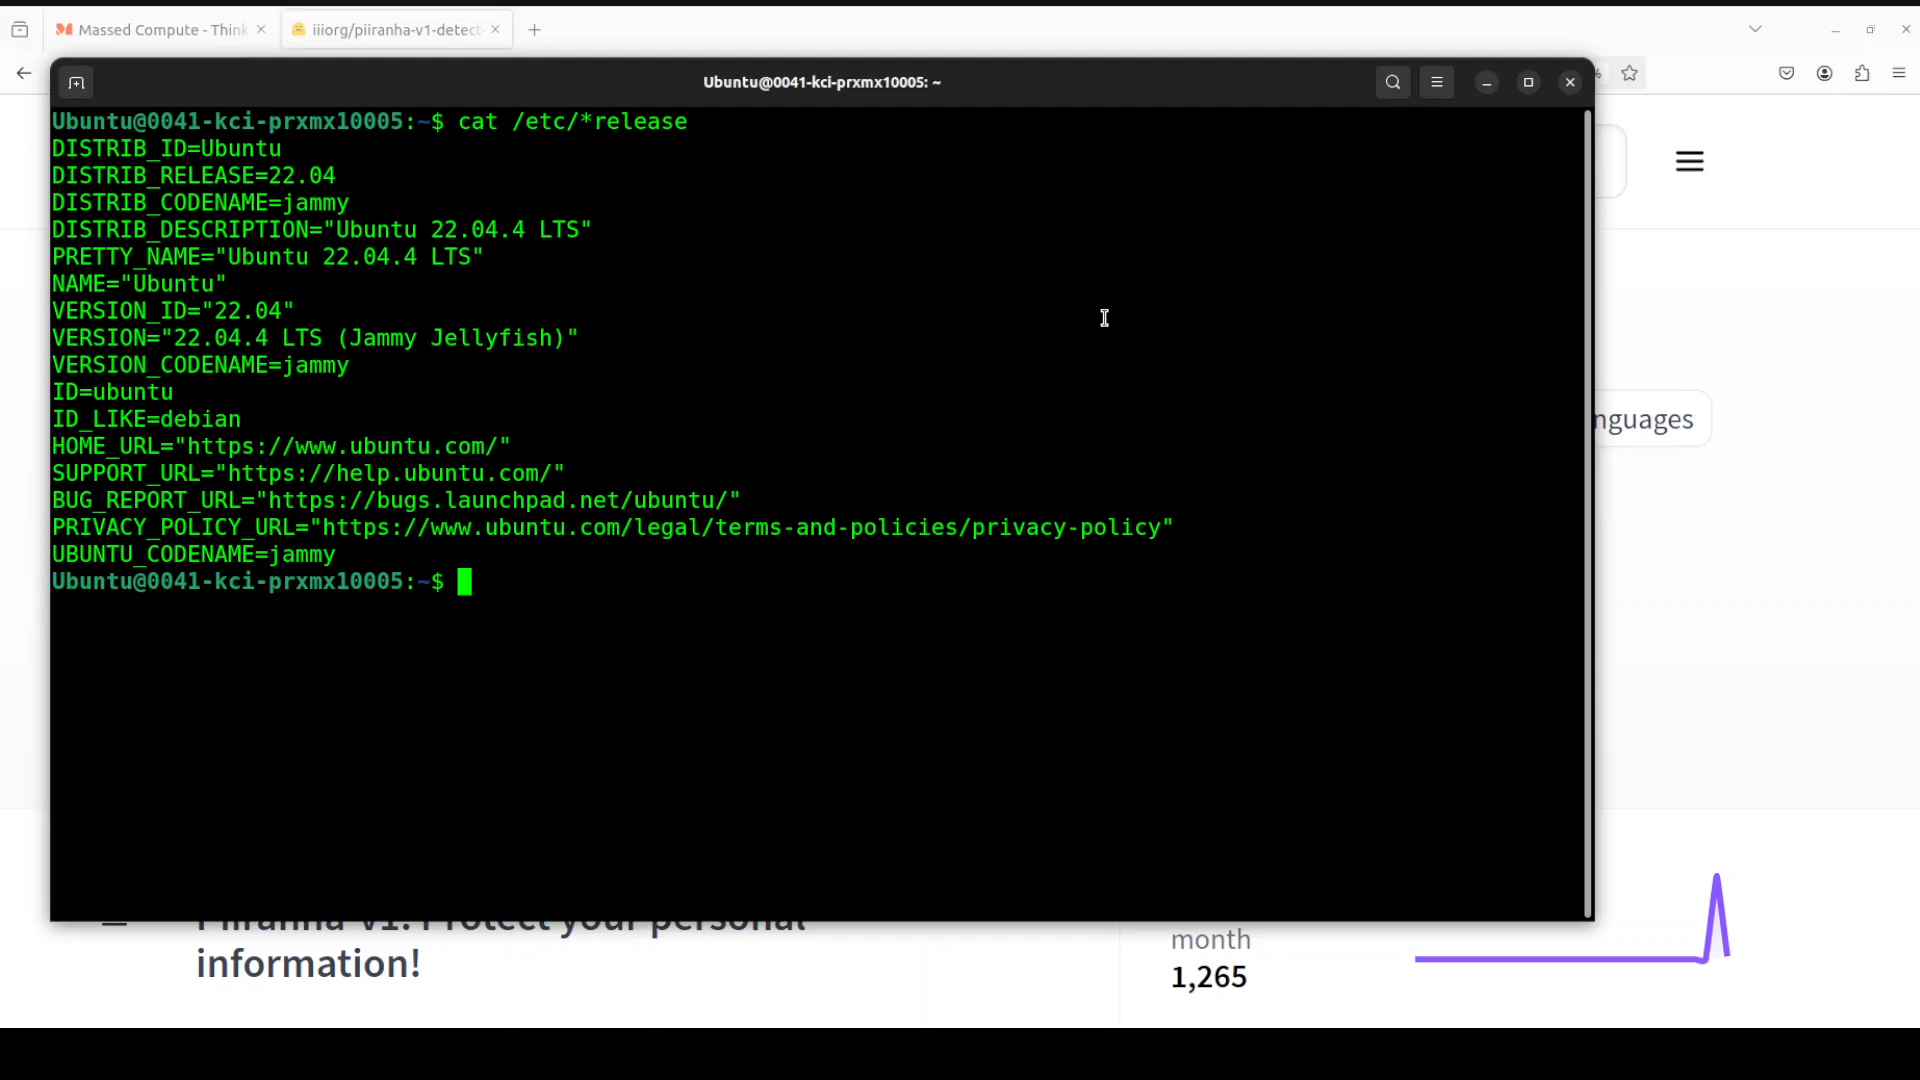 Massed Compute - Think
iiiorg/piiranha-v1-detect-
Ubuntu@0041-kci-prxmx10005: ~
%
Ubuntu@0041-kci-prxmx10005:~$ cat /etc/*release
DISTRIB_ID=Ubuntu
DISTRIB_RELEASE=22.04
DISTRIB_CODENAME=jammy
DISTRIB_DESCRIPTION="Ubuntu 22.04.4 LTS"
PRETTY_NAME="Ubuntu 22.04.4 LTS"
NAME="Ubuntu"
VERSION_ID="22.04"
VERSION="22.04.4 LTS (Jammy Jellyfish)"
VERSION_CODENAME=jammy
ID=ubuntu
ID_LIKE=debian
nguages
HOME_URL="https://www.ubuntu.com/"
SUPPORT_URL="https://help.ubuntu.com/"
BUG_REPORT_URL="https://bugs.launchpad.net/ubuntu/"
PRIVACY_POLICY_URL="https://www.ubuntu.com/legal/terms-and-policies/privacy-policy"
UBUNTU_CODENAME=jammy
Ubuntu@0041-kci-prxmx10005:~$
Piiranha-v1: Protect your personal
information!
month
1,265